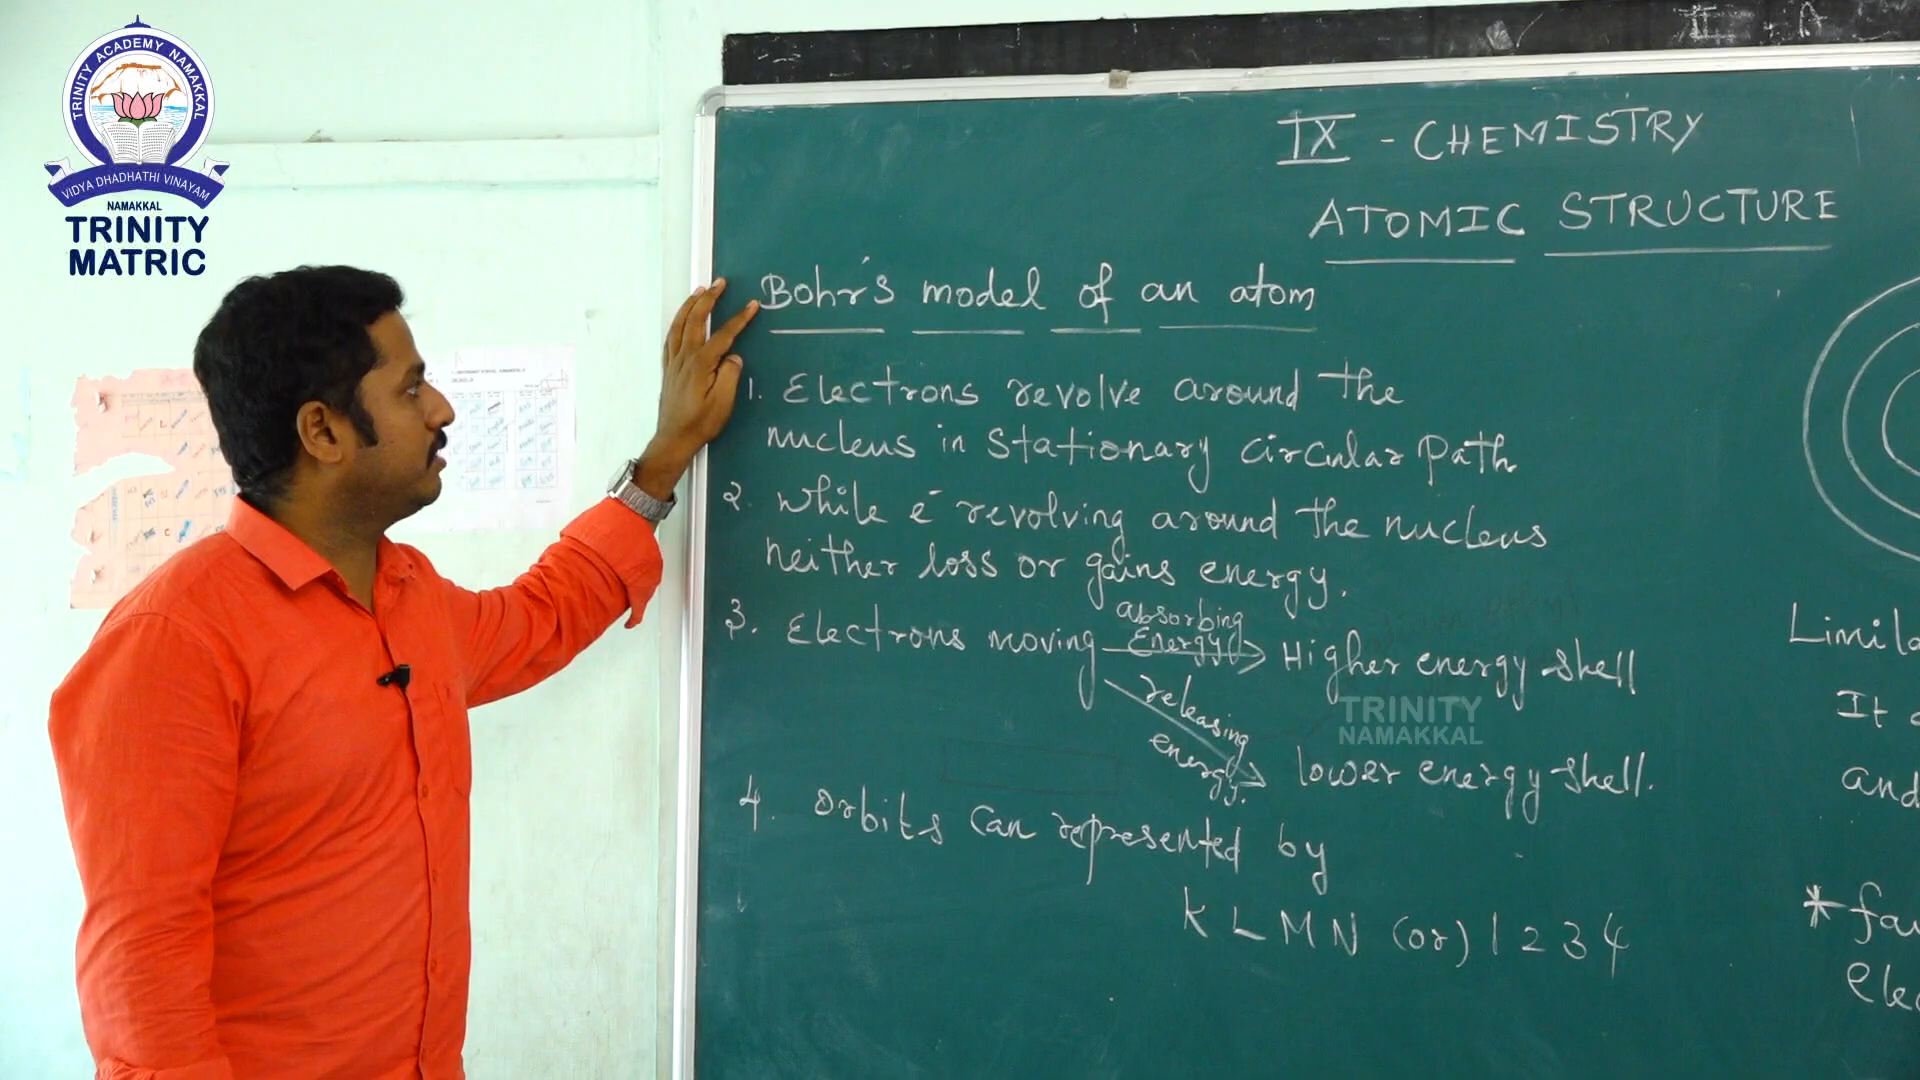 TRINITY ACADEMY NAMAKKAL
VIDYA DHADHATHI VINAYAM
NAMAKKAL
TRINITY
MATRIC
IX - CHEMISTRY
ATOMIC STRUCTURE
Bohr's model of an atom
1. Electrons revolve around the
nucleus in stationary circular path
2. While e- revolving around the nucleus
neither loss or gains energy.
absorbing
3. Electrons moving Energy Higher energy shell
releasing
energy. lower energy shell.
TRINITY
NAMAKKAL
4. Orbits can represented by
K L M N (or) 1 2 3 4
It
and